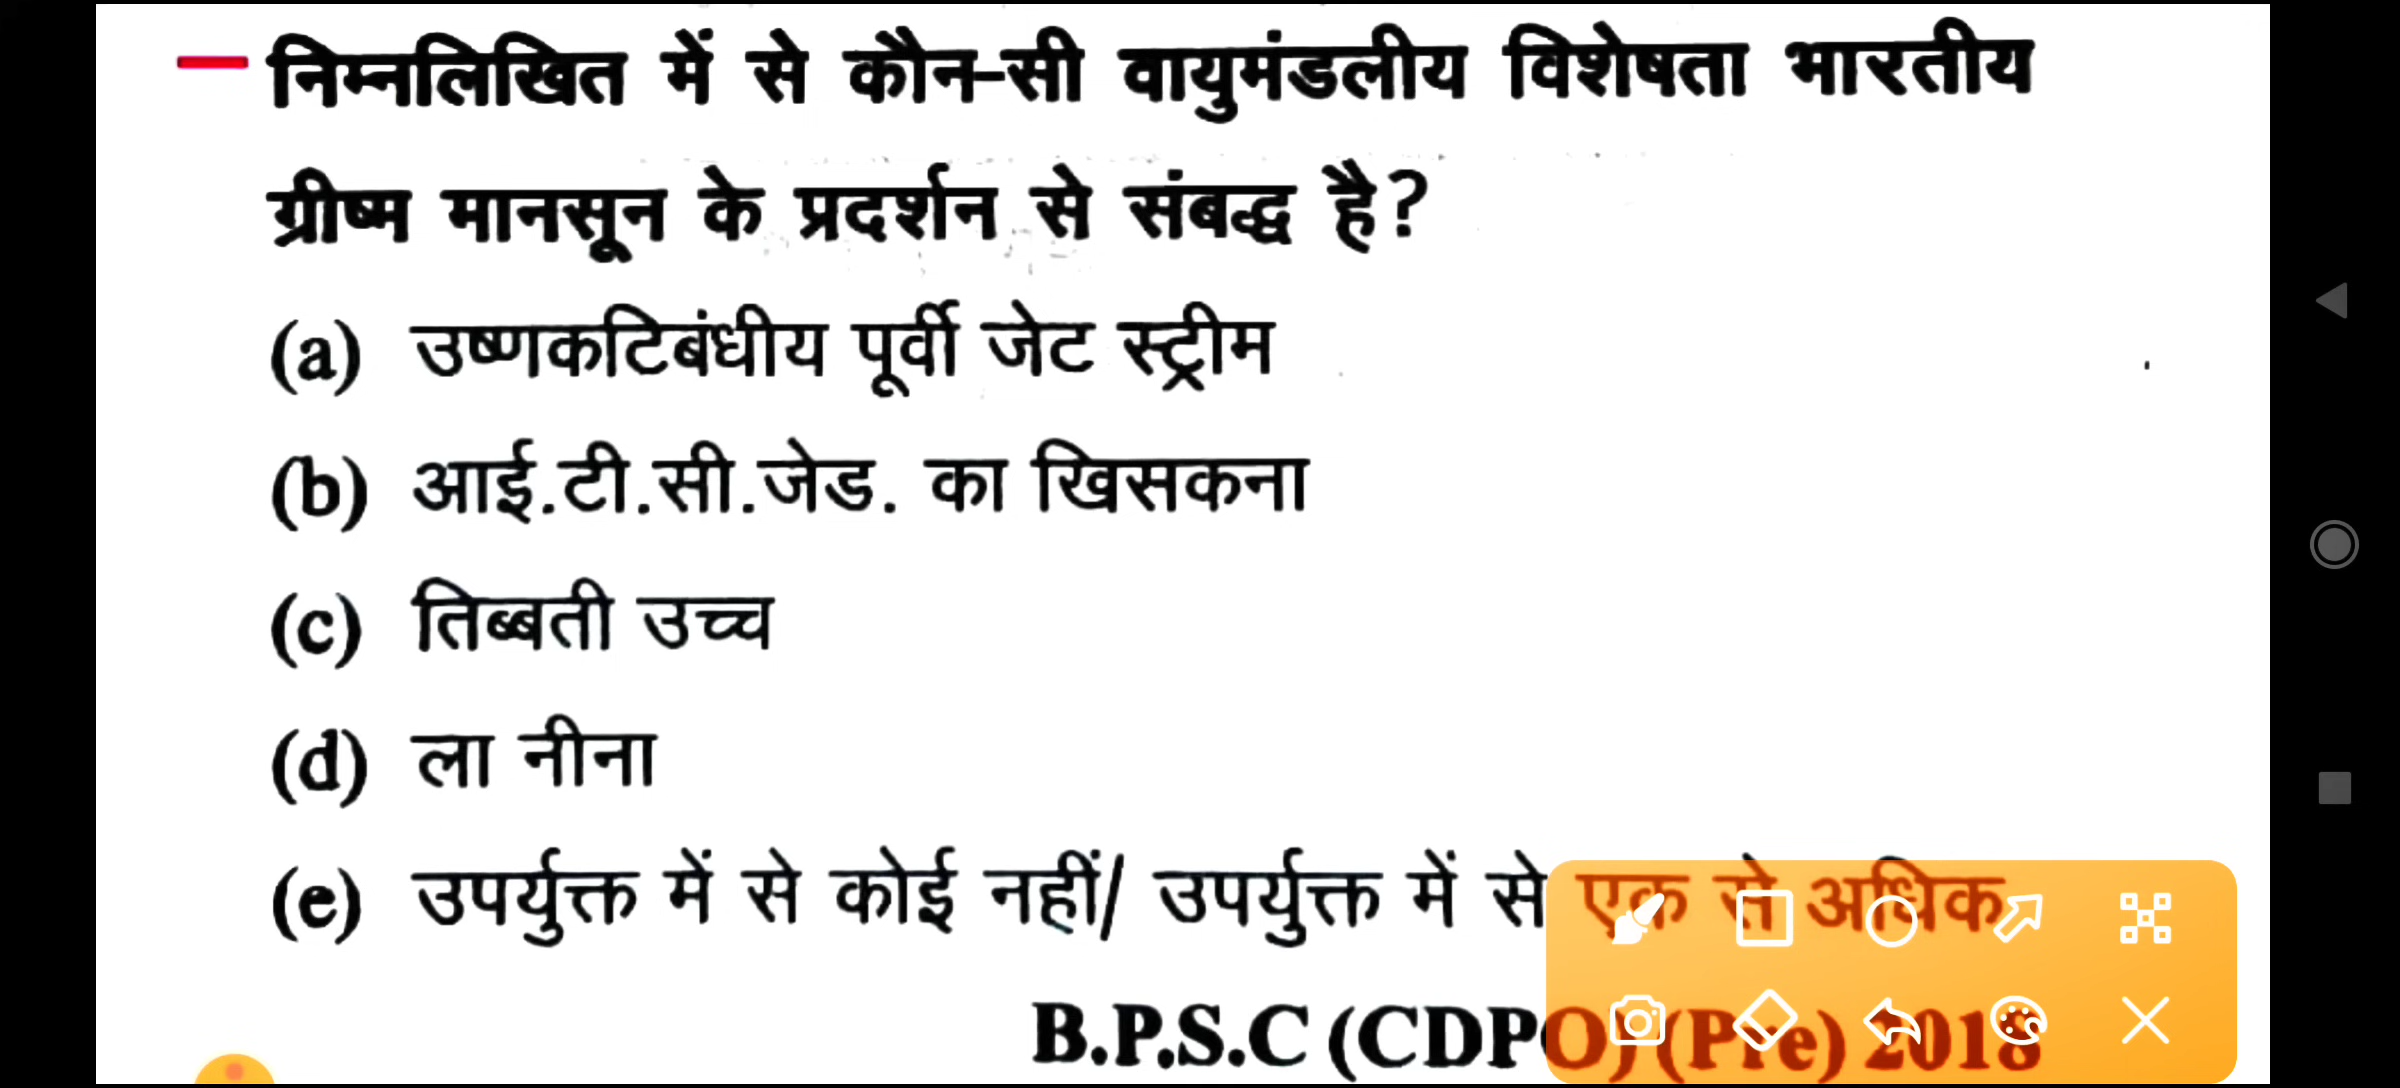 निम्नलिखित में से कौन-सी वायुमंडलीय विशेषता भारतीय
ग्रीष्म मानसून के प्रदर्शन से संबद्ध है?
(a) उष्णकटिबंधीय पूर्वी जेट स्ट्रीम
(b) आई.टी.सी.जेड. का खिसकना
(c) तिब्बती उच्च
(d) ला नीना
(e) उपर्युक्त में से कोई नहीं/ उपर्युक्त में से एक से अधिक
B.P.S.C (CDPO) (Pre) 2018